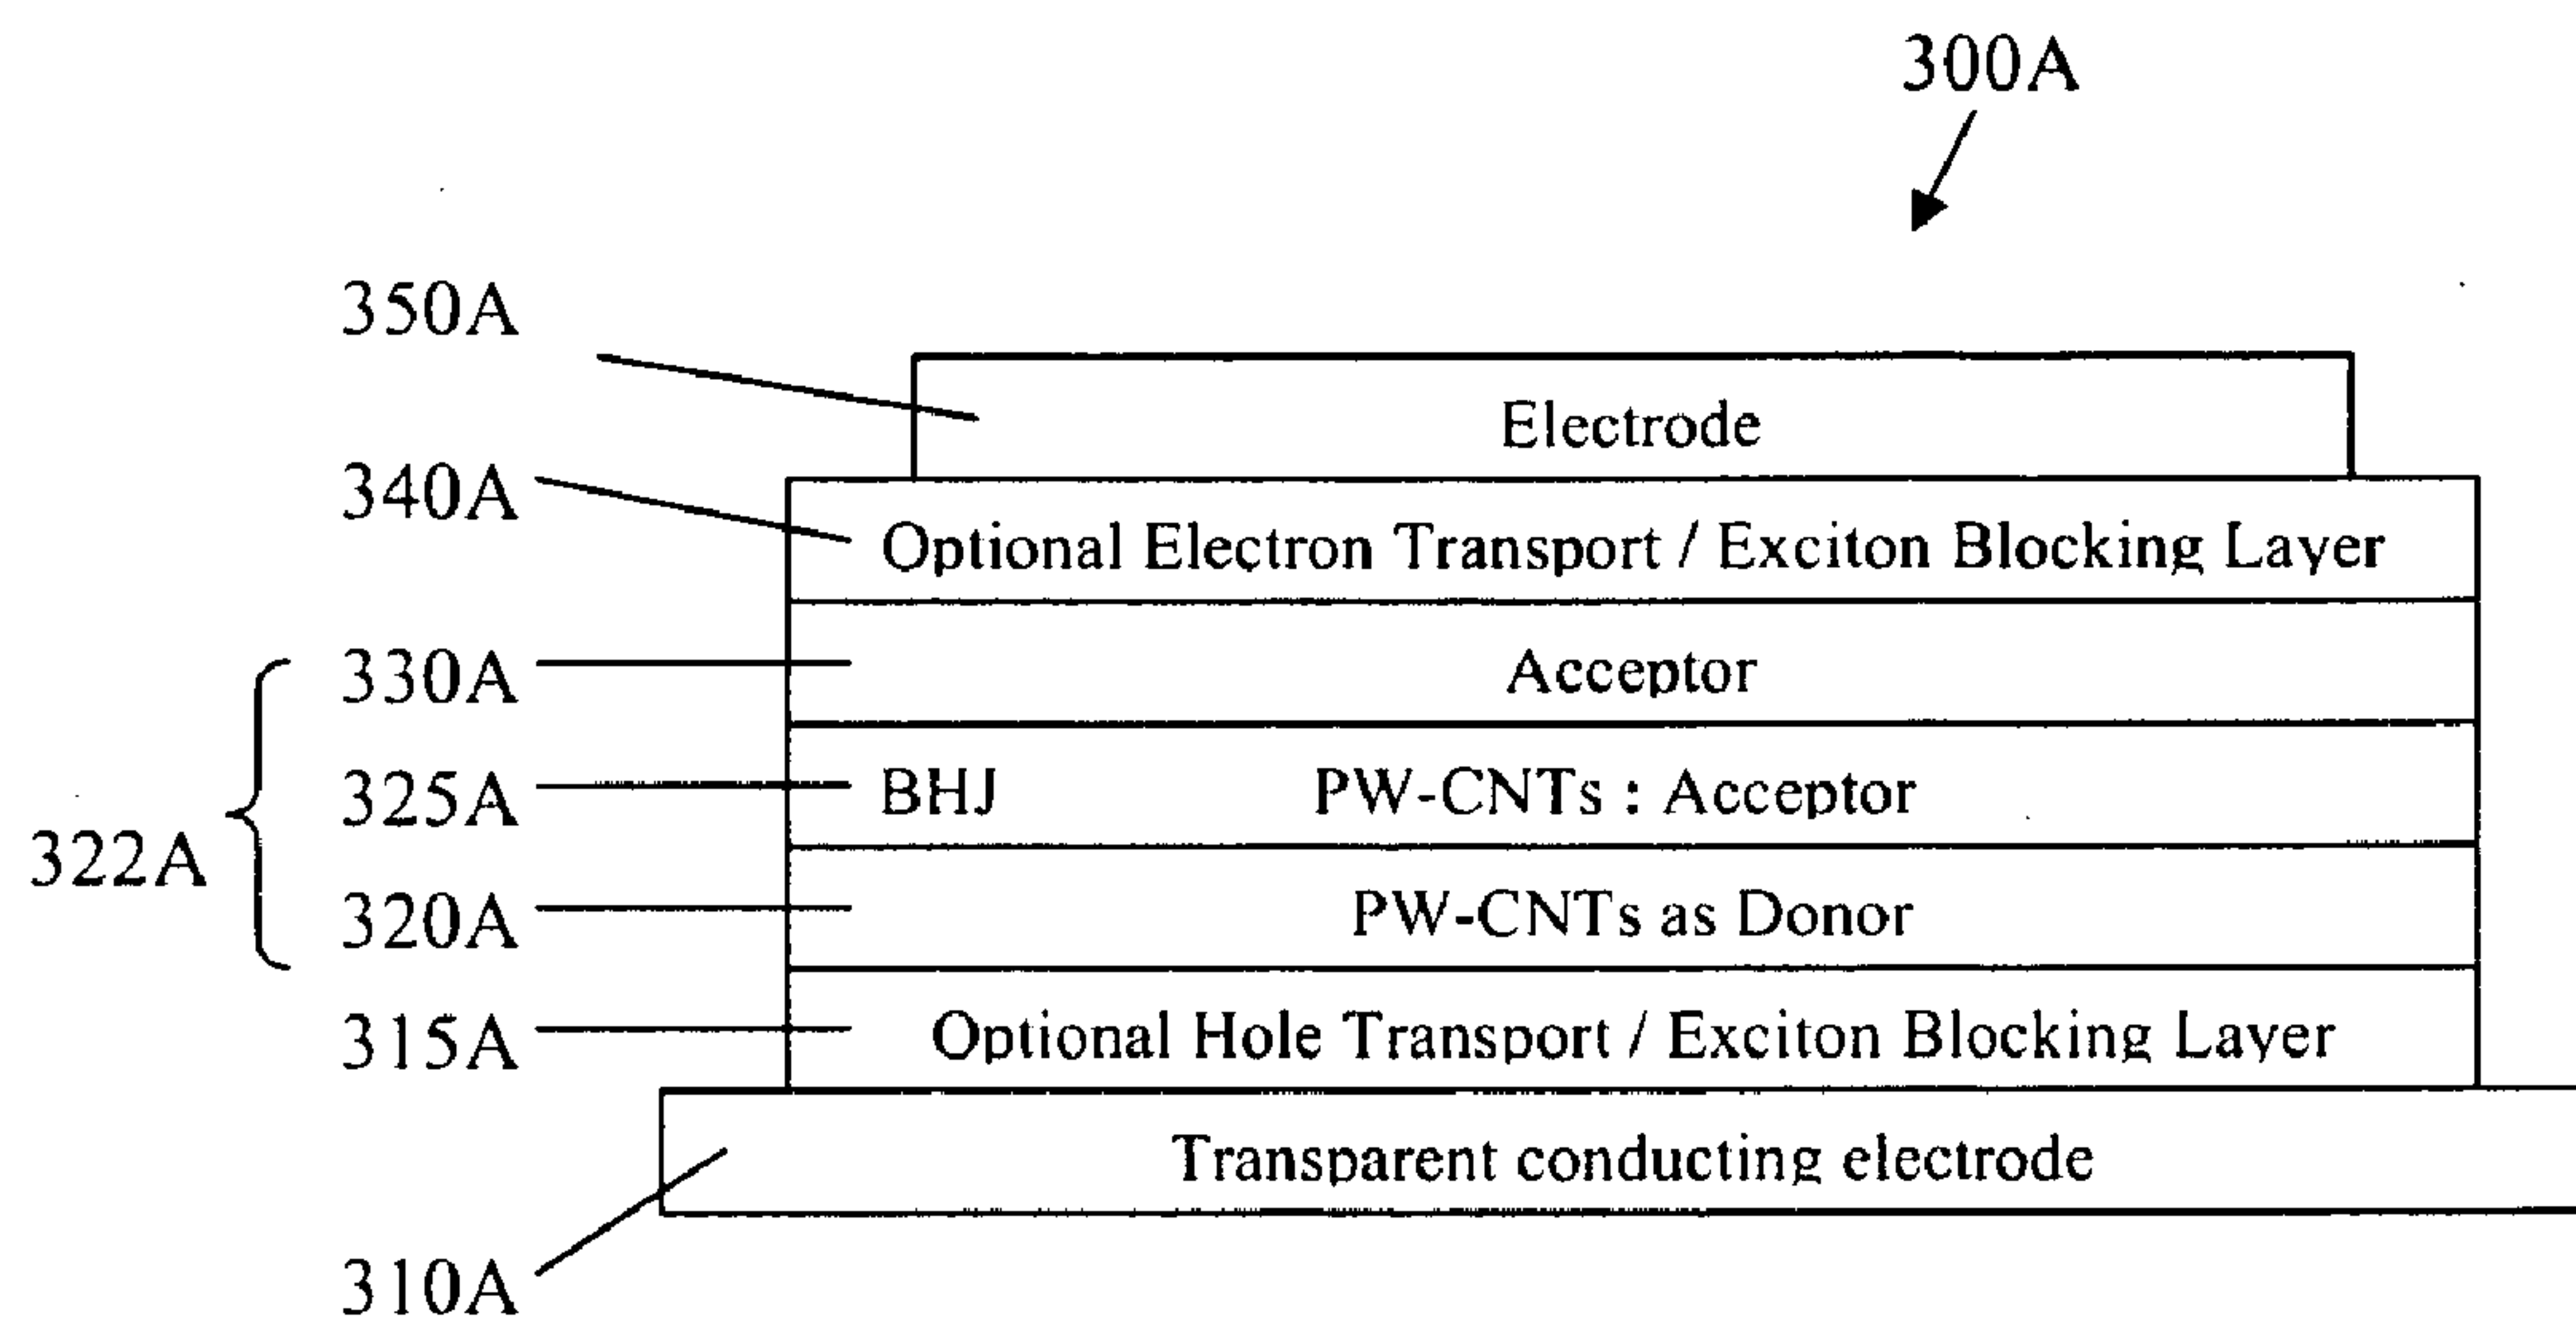 300A
350A
Electrode
340A
Optional Electron Transport / Exciton Blocking Layer
330A
Acceptor
325A
BHJ PW-CNTs : Acceptor
322A
320A
PW-CNTs as Donor
315A
Optional Hole Transport / Exciton Blocking Layer
Transparent conducting electrode
310A